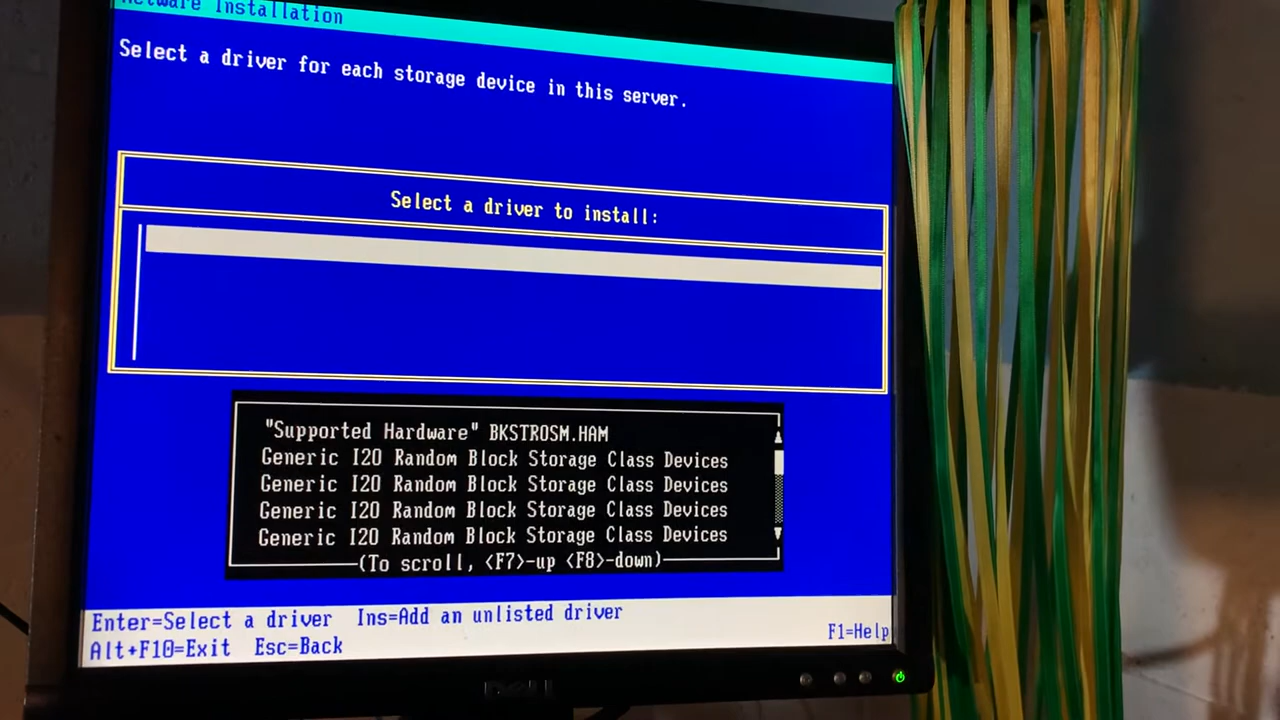 NetWare Installation
Select a driver for each storage device in this server.
Select a driver to install:
"Supported Hardware" BKSTROSM.HAM
Generic I2O Random Block Storage Class Devices
Generic I2O Random Block Storage Class Devices
Generic I2O Random Block Storage Class Devices
Generic I2O Random Block Storage Class Devices
(To scroll, <F7>-up <F8>-down)
Enter=Select a driver Ins=Add an unlisted driver
Alt+F10=Exit Esc=Back F1=Help
DELL